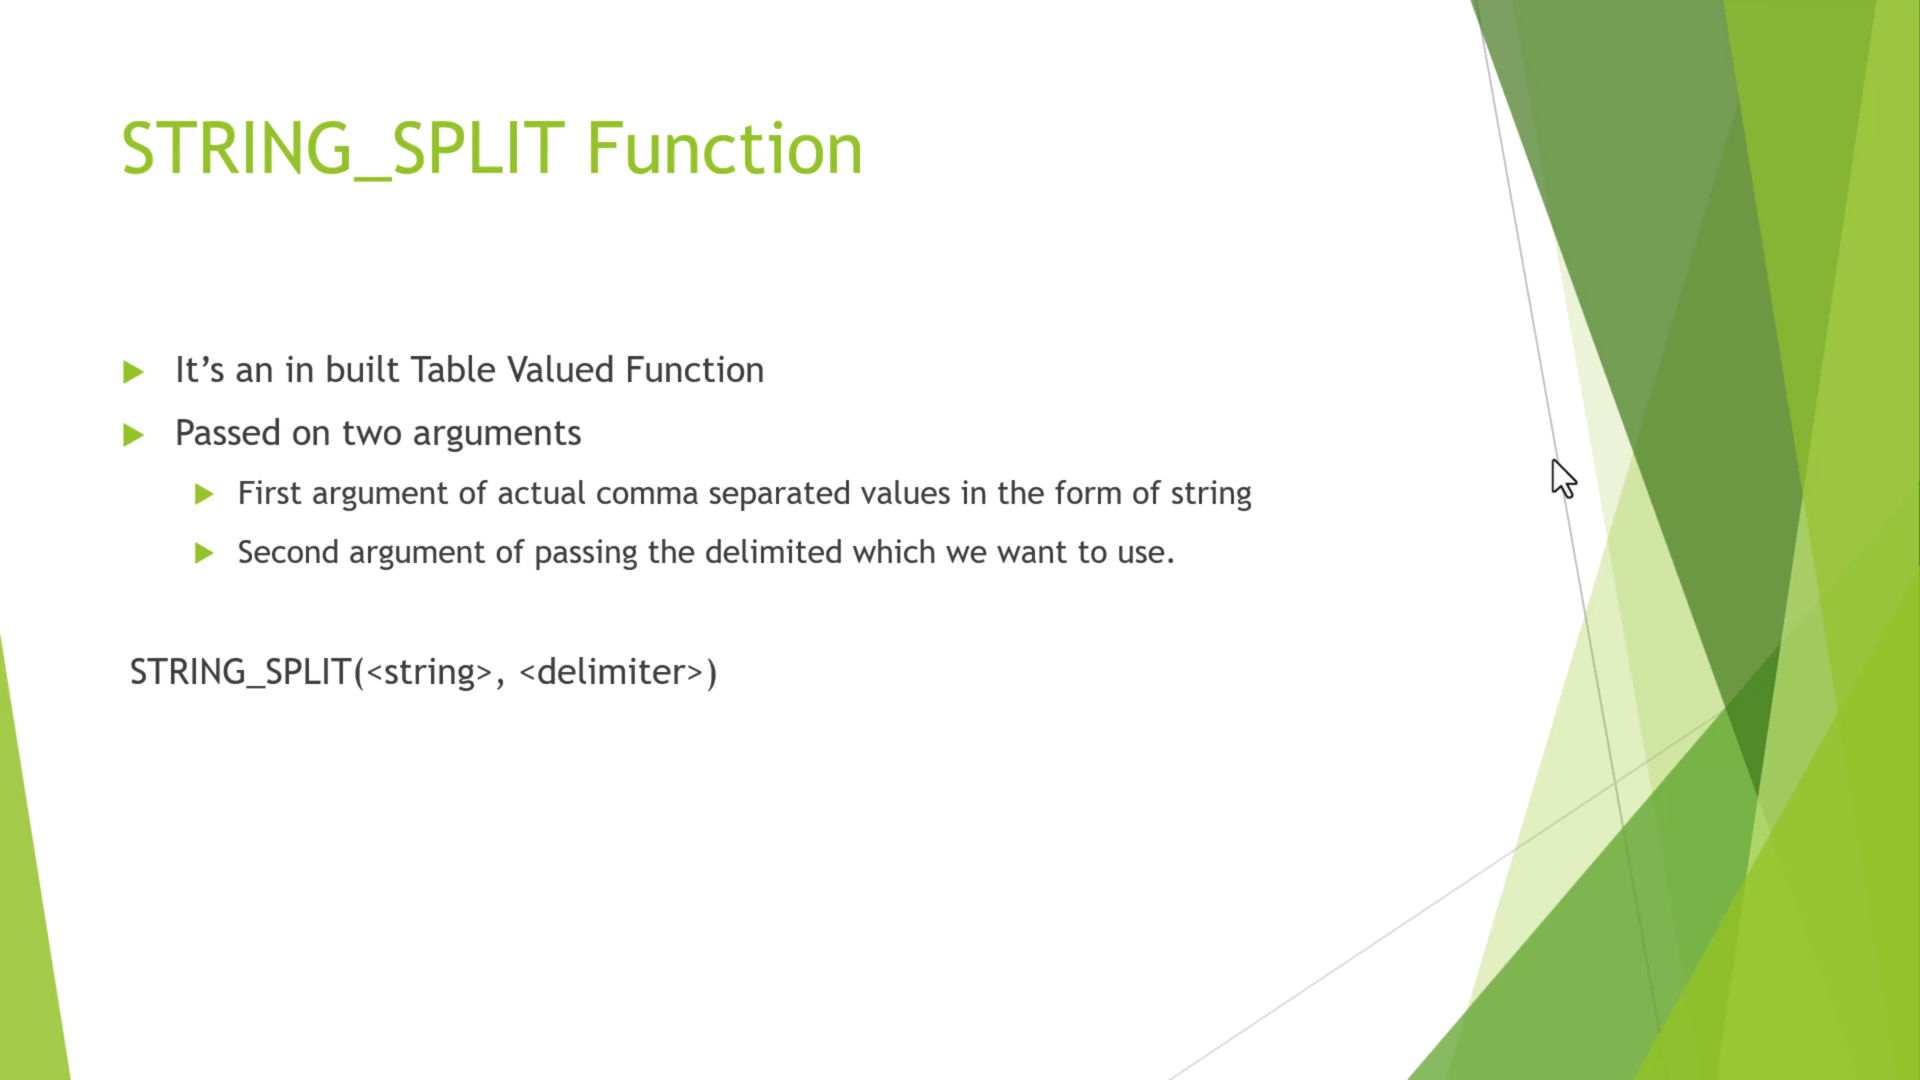 STRING_SPLIT Function
It’s an in built Table Valued Function
Passed on two arguments
First argument of actual comma separated values in the form of string
Second argument of passing the delimited which we want to use.
STRING_SPLIT(<string>, <delimiter>)